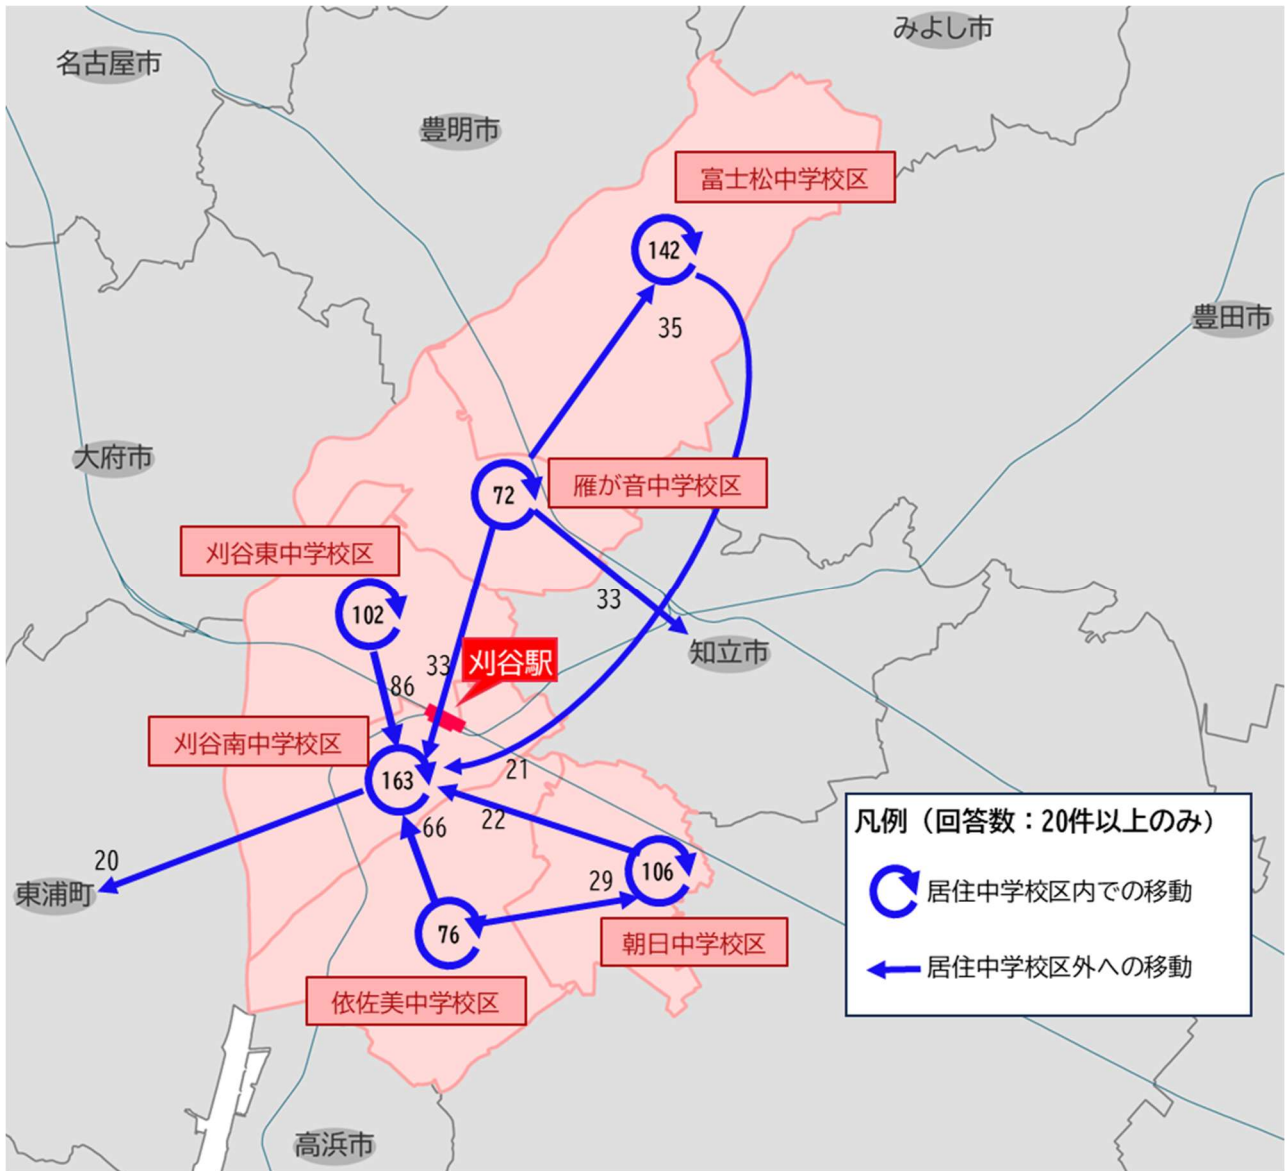 みよし市
名古屋市
豊明市
富士松中学校区
142
豊田市
35
大府市
雁が音中学校区
72
刈谷東中学校区
33
102
知立市
33
刈谷駅
86
刈谷南中学校区
21
163
22
66
凡例（回答数：20件以上のみ）
居住中学校区内での移動
居住中学校区外への移動
20
東浦町
106
29
76
朝日中学校区
依佐美中学校区
高浜市